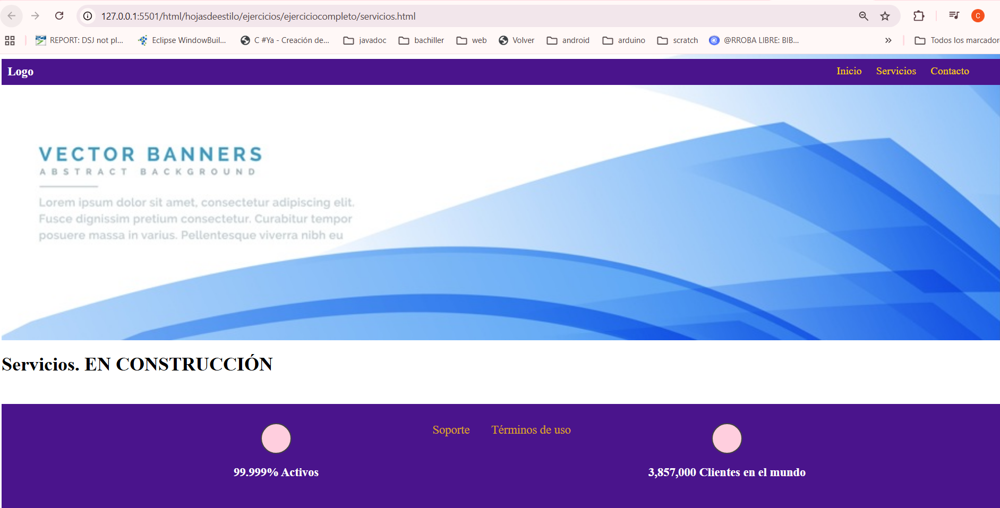 127.0.0.1:5501/html/hojasdeestilo/ejercicios/ejerciciocompleto/servicios.html
C
REPORT: DSJ not pl... Eclipse WindowBuil... C #Ya - Creación de... javadoc bachiller web Volver android arduino scratch @RROBA LIBRE: BIB... » Todos los marcador
Logo Inicio Servicios Contacto
VECTOR BANNERS
ABSTRACT BACKGROUND
Lorem ipsum dolor sit amet, consectetur adipiscing elit.
Fusce dignissim pretium consectetur. Curabitur tempor
posuere massa in varius. Pellentesque viverra nibh eu
Servicios. EN CONSTRUCCIÓN
Soporte Términos de uso
99.999% Activos 3,857,000 Clientes en el mundo